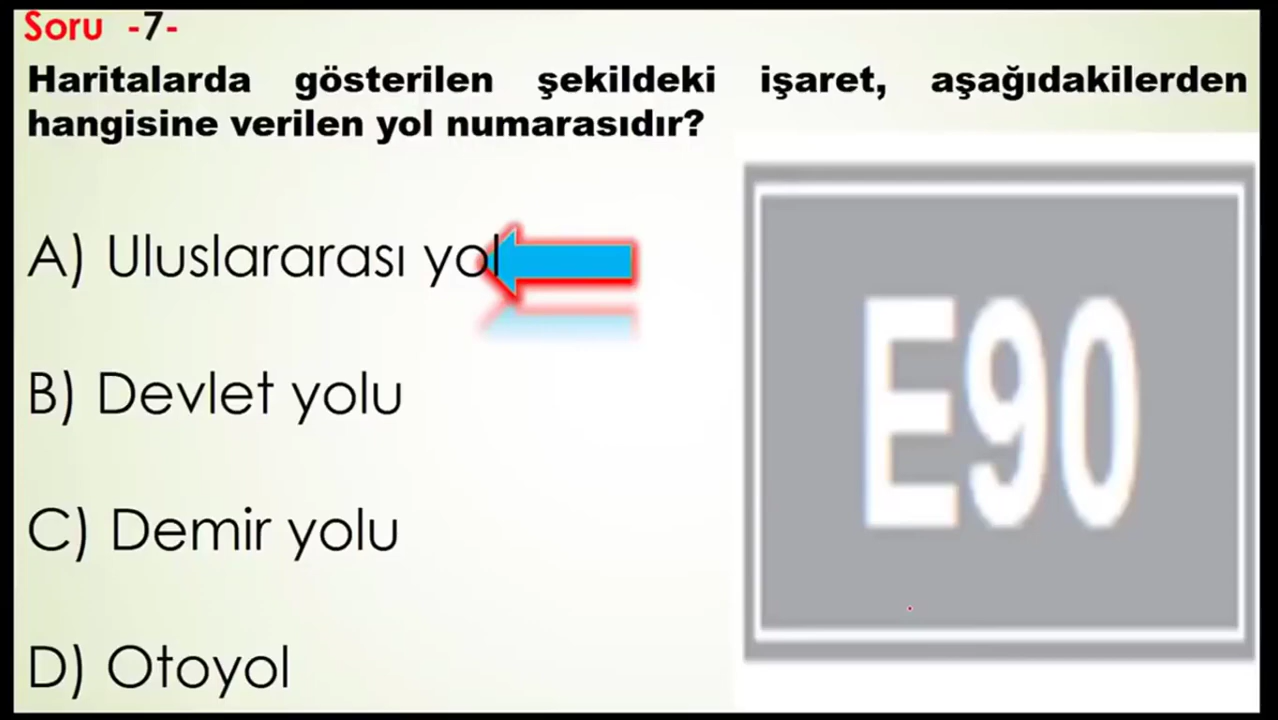 Soru -7-
Haritalarda gösterilen şekildeki işaret, aşağıdakilerden
hangisine verilen yol numarasıdır?
A) Uluslararası yol
B) Devlet yolu
C) Demir yolu
D) Otoyol
E90